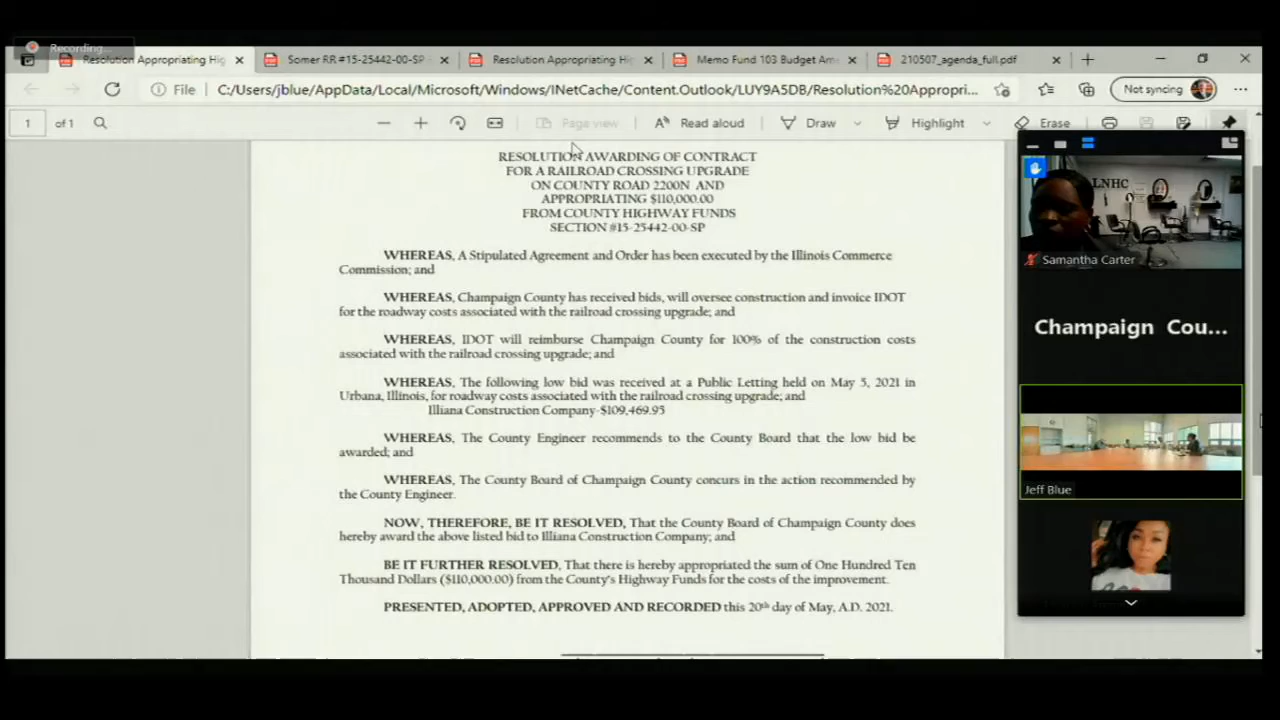 Recording...
Resolution Appropriating Hig
Somer RR #15-25442-00-SP
Resolution Appropriating Hi
Memo Fund 103 Budget Am
210507_agenda_full.pdf
File C:/Users/jblue/AppData/Local/Microsoft/Windows/INetCache/Content.Outlook/LUY9A5DB/Resolution%20Appropri... Not syncing
1 of 1 Page view Read aloud Draw Highlight Erase
RESOLUTION AWARDING OF CONTRACT
FOR A RAILROAD CROSSING UPGRADE
ON COUNTY ROAD 2200N AND
APPROPRIATING $110,000.00
FROM COUNTY HIGHWAY FUNDS
SECTION #15-25442-00-SP
WHEREAS, A Stipulated Agreement and Order has been executed by the Illinois Commerce
Commission; and
WHEREAS, Champaign County has received bids, will oversee construction and invoice IDOT
for the roadway costs associated with the railroad crossing upgrade; and
WHEREAS, IDOT will reimburse Champaign County for 100% of the construction costs
associated with the railroad crossing upgrade; and
WHEREAS, The following low bid was received at a Public Letting held on May 5, 2021 in
Urbana, Illinois, for roadway costs associated with the railroad crossing upgrade; and
Illiana Construction Company-$109,469.95
WHEREAS, The County Engineer recommends to the County Board that the low bid be
awarded; and
WHEREAS, The County Board of Champaign County concurs in the action recommended by
the County Engineer.
NOW, THEREFORE, BE IT RESOLVED, That the County Board of Champaign County does
hereby award the above listed bid to Illiana Construction Company; and
BE IT FURTHER RESOLVED, That there is hereby appropriated the sum of One Hundred Ten
Thousand Dollars ($110,000.00) from the County's Highway Funds for the costs of the improvement.
PRESENTED, ADOPTED, APPROVED AND RECORDED this 20th day of May, A.D. 2021.
LNHC
Samantha Carter
Champaign Cou...
Jeff Blue